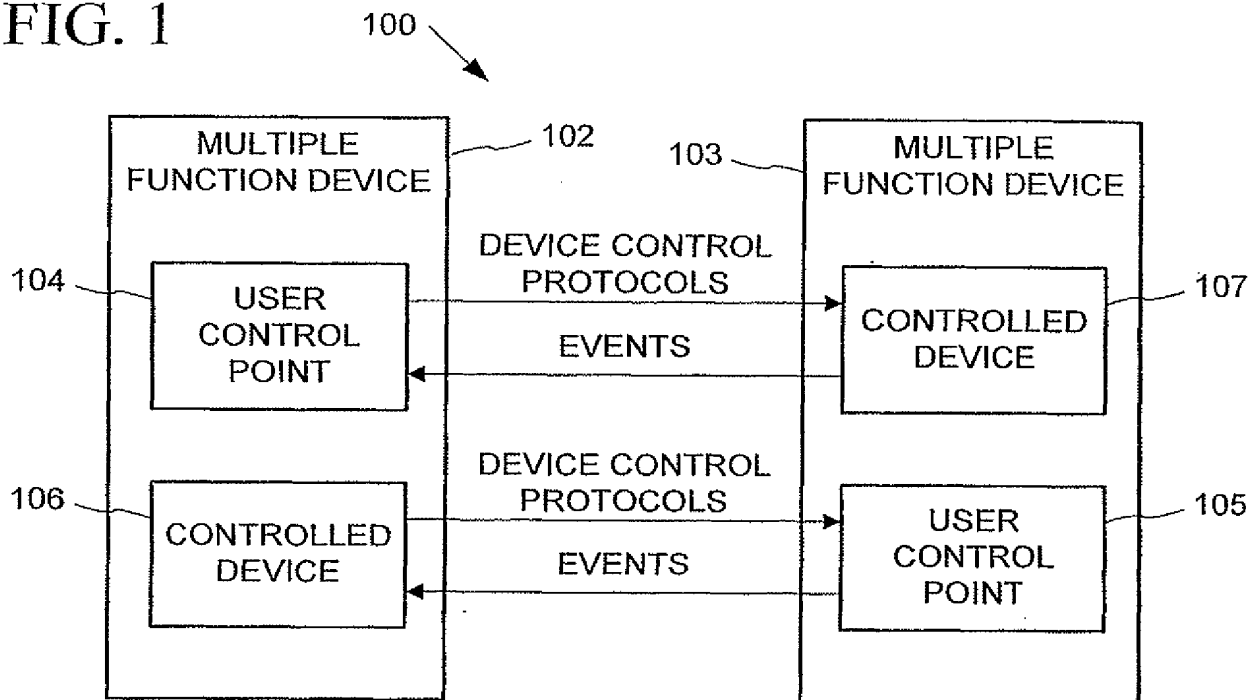 FIG. 1
100
MULTIPLE
FUNCTION DEVICE
102
103
MULTIPLE
FUNCTION DEVICE
104
USER
CONTROL
POINT
DEVICE CONTROL
PROTOCOLS
EVENTS
CONTROLLED
DEVICE
107
106
CONTROLLED
DEVICE
DEVICE CONTROL
PROTOCOLS
EVENTS
USER
CONTROL
POINT
105